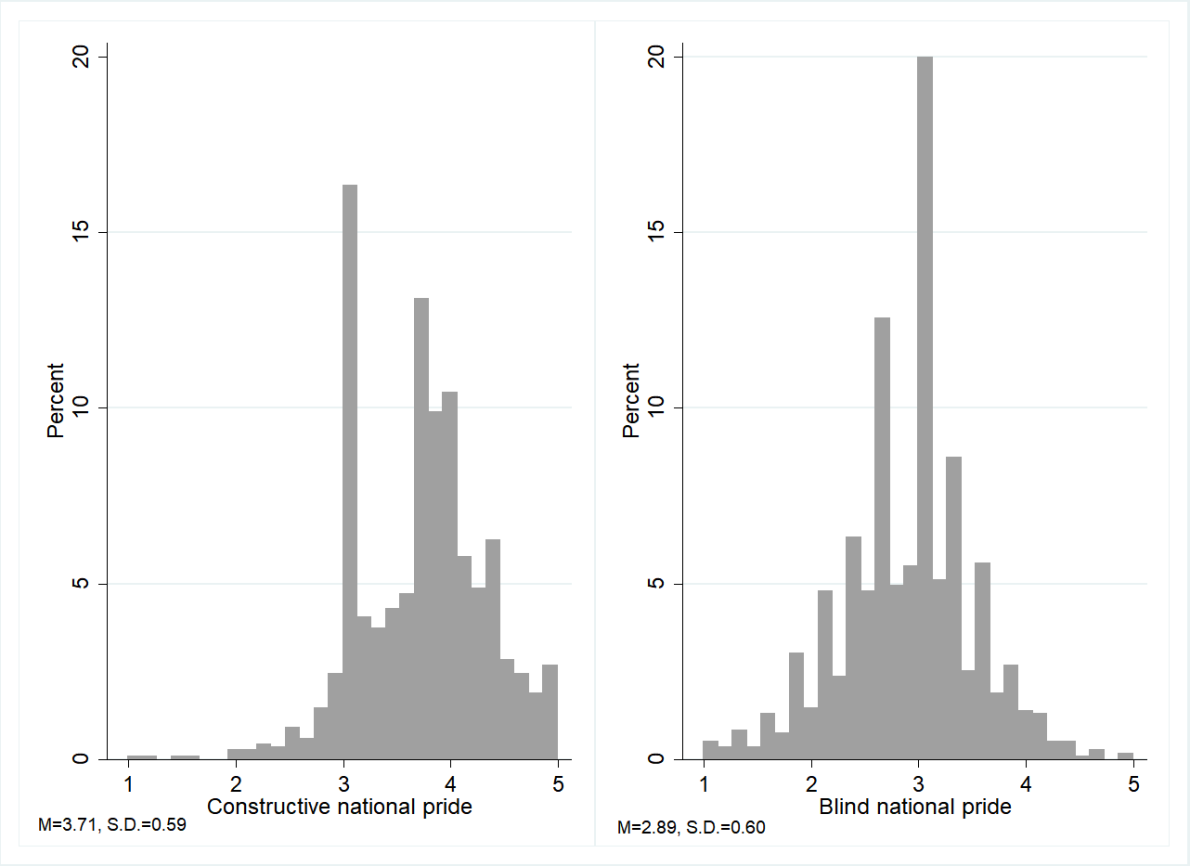 20
15
10
5
0
Percent
1 2 3 4 5
Constructive national pride
M=3.71, S.D.=0.59
20
15
10
5
0
Percent
1 2 3 4 5
Blind national pride
M=2.89, S.D.=0.60